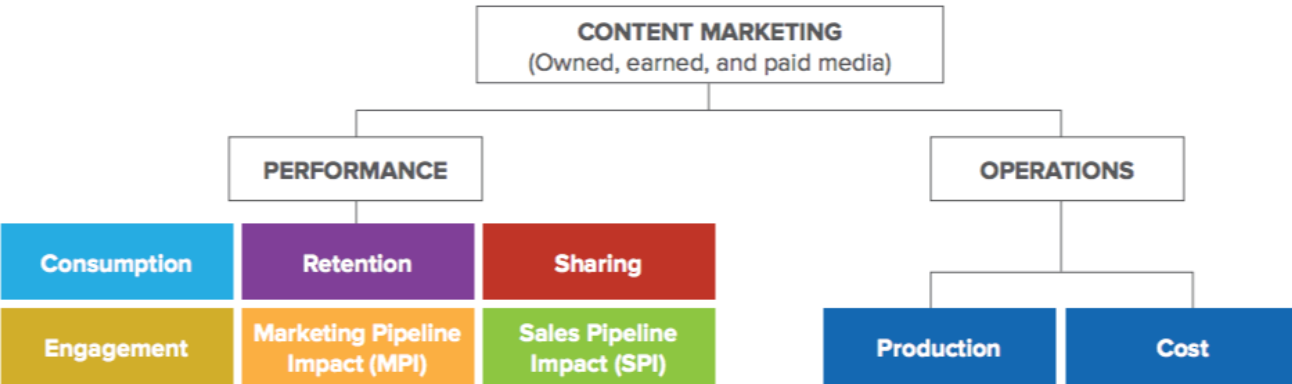 CONTENT MARKETING
(Owned, earned, and paid media)
PERFORMANCE
OPERATIONS
Consumption
Retention
Sharing
Engagement
Marketing Pipeline
Impact (MPI)
Sales Pipeline
Impact (SPI)
Production
Cost